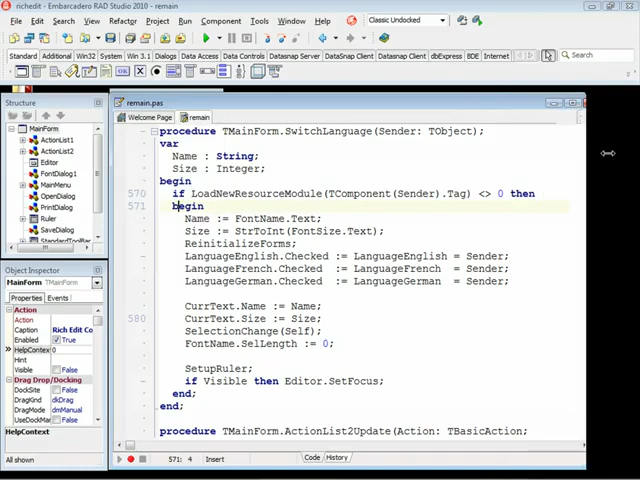 richedit - Embarcadero RAD Studio 2010 - remain
File Edit Search View Refactor Project Run Component Tools Window Help Classic Undocked
Standard Additional Win32 System Win 3.1 Dialogs Data Access Data Controls Datasnap Server DataSnap Client Datasnap Client dbExpress BDE Internet Search
Structure
MainForm
ActionList1
ActionList2
Editor
FontDialog1
MainMenu
OpenDialog
PrintDialog
Ruler
SaveDialog
StandardToolBar
Object Inspector
MainForm TMainForm
Properties Events
Action
Action
Caption Rich Edit Co
Enabled True
HelpContex 0
Hint
Visible False
Drag Drop/Docking
DockSite False
DragKind dkDrag
DragMode dmManual
UseDockMar False
HelpContext
All shown
remain.pas
Welcome Page remain
procedure TMainForm.SwitchLanguage(Sender: TObject);
var
Name : String;
Size : Integer;
begin
570 if LoadNewResourceModule(TComponent(Sender).Tag) <> 0 then
571 begin
Name := FontName.Text;
Size := StrToInt(FontSize.Text);
ReinitializeForms;
LanguageEnglish.Checked := LanguageEnglish = Sender;
LanguageFrench.Checked := LanguageFrench = Sender;
LanguageGerman.Checked := LanguageGerman = Sender;
CurrText.Name := Name;
580 CurrText.Size := Size;
SelectionChange(Self);
FontName.SelLength := 0;
SetupRuler;
if Visible then Editor.SetFocus;
end;
end;
procedure TMainForm.ActionList2Update(Action: TBasicAction;
571: 4 Insert Code History